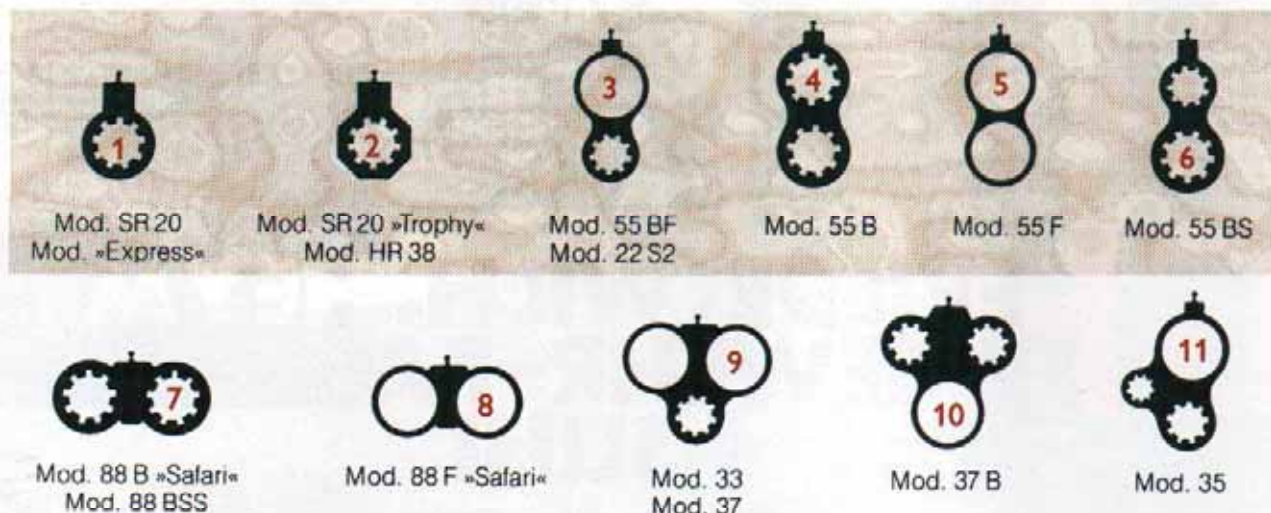 1
2
3
4
5
6
Mod. SR 20
Mod. »Express«
Mod. SR 20 »Trophy«
Mod. HR 38
Mod. 55 BF
Mod. 22 S2
Mod. 55 B
Mod. 55 F
Mod. 55 BS
7
8
9
10
11
Mod. 88 B »Safari«
Mod. 88 BSS
Mod. 88 F »Safari«
Mod. 33
Mod. 37
Mod. 37 B
Mod. 35